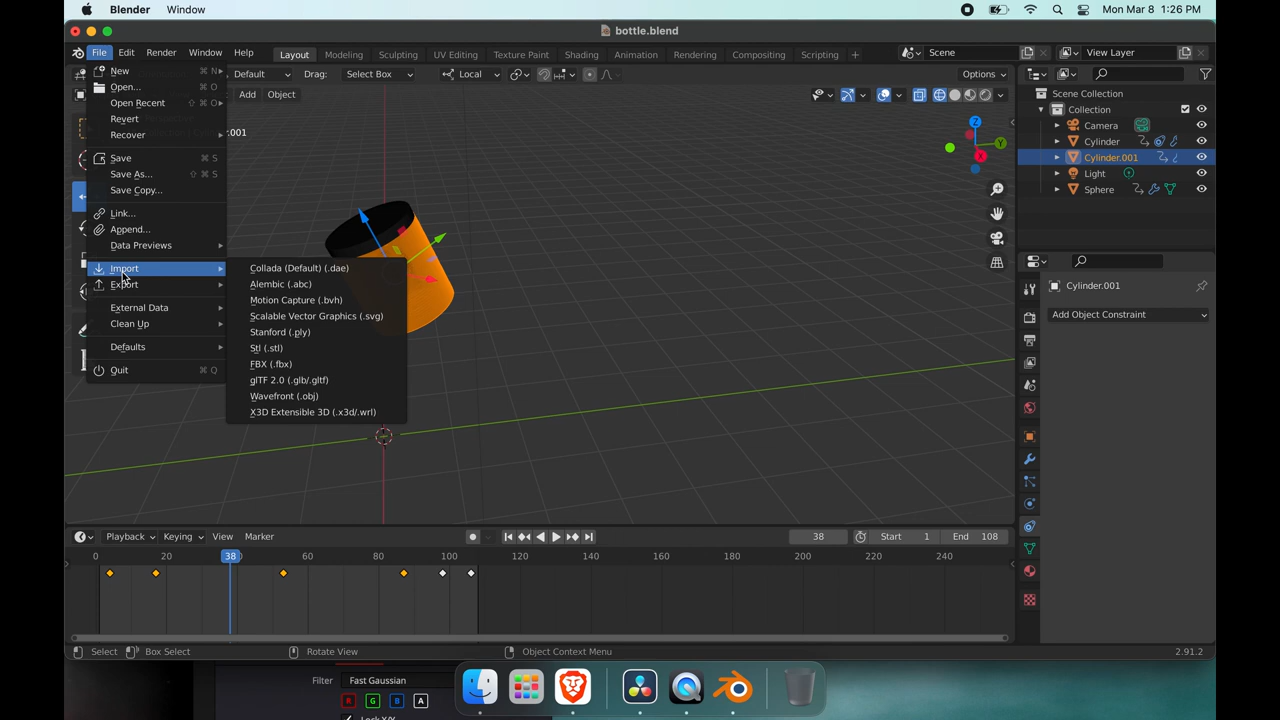 Blender Window Mon Mar 8 1:26 PM
bottle.blend
File Edit Render Window Help Layout Modeling Sculpting UV Editing Texture Paint Shading Animation Rendering Compositing Scripting + Scene View Layer
New ⌘ N
Default Drag: Select Box Local Options
Open... ⌘ O
Add Object
Open Recent ⇧ ⌘ O
Revert
Recover
.001
Save ⌘ S
Save As... ⇧ ⌘ S
Save Copy...
Link...
Append...
Data Previews
Import
Export
External Data
Clean Up
Defaults
Quit ⌘ Q
Collada (Default) (.dae)
Alembic (.abc)
Motion Capture (.bvh)
Scalable Vector Graphics (.svg)
Stanford (.ply)
Stl (.stl)
FBX (.fbx)
glTF 2.0 (.glb/.gltf)
Wavefront (.obj)
X3D Extensible 3D (.x3d/.wrl)
Z
Y
X
Scene Collection
Collection
Camera
Cylinder
Cylinder.001
Light
Sphere
Cylinder.001
Add Object Constraint
Playback Keying View Marker 38 Start 1 End 108
0 20 38 60 80 100 120 140 160 180 200 220 240
Select Box Select Rotate View Object Context Menu 2.91.2
Filter Fast Gaussian
R G B A